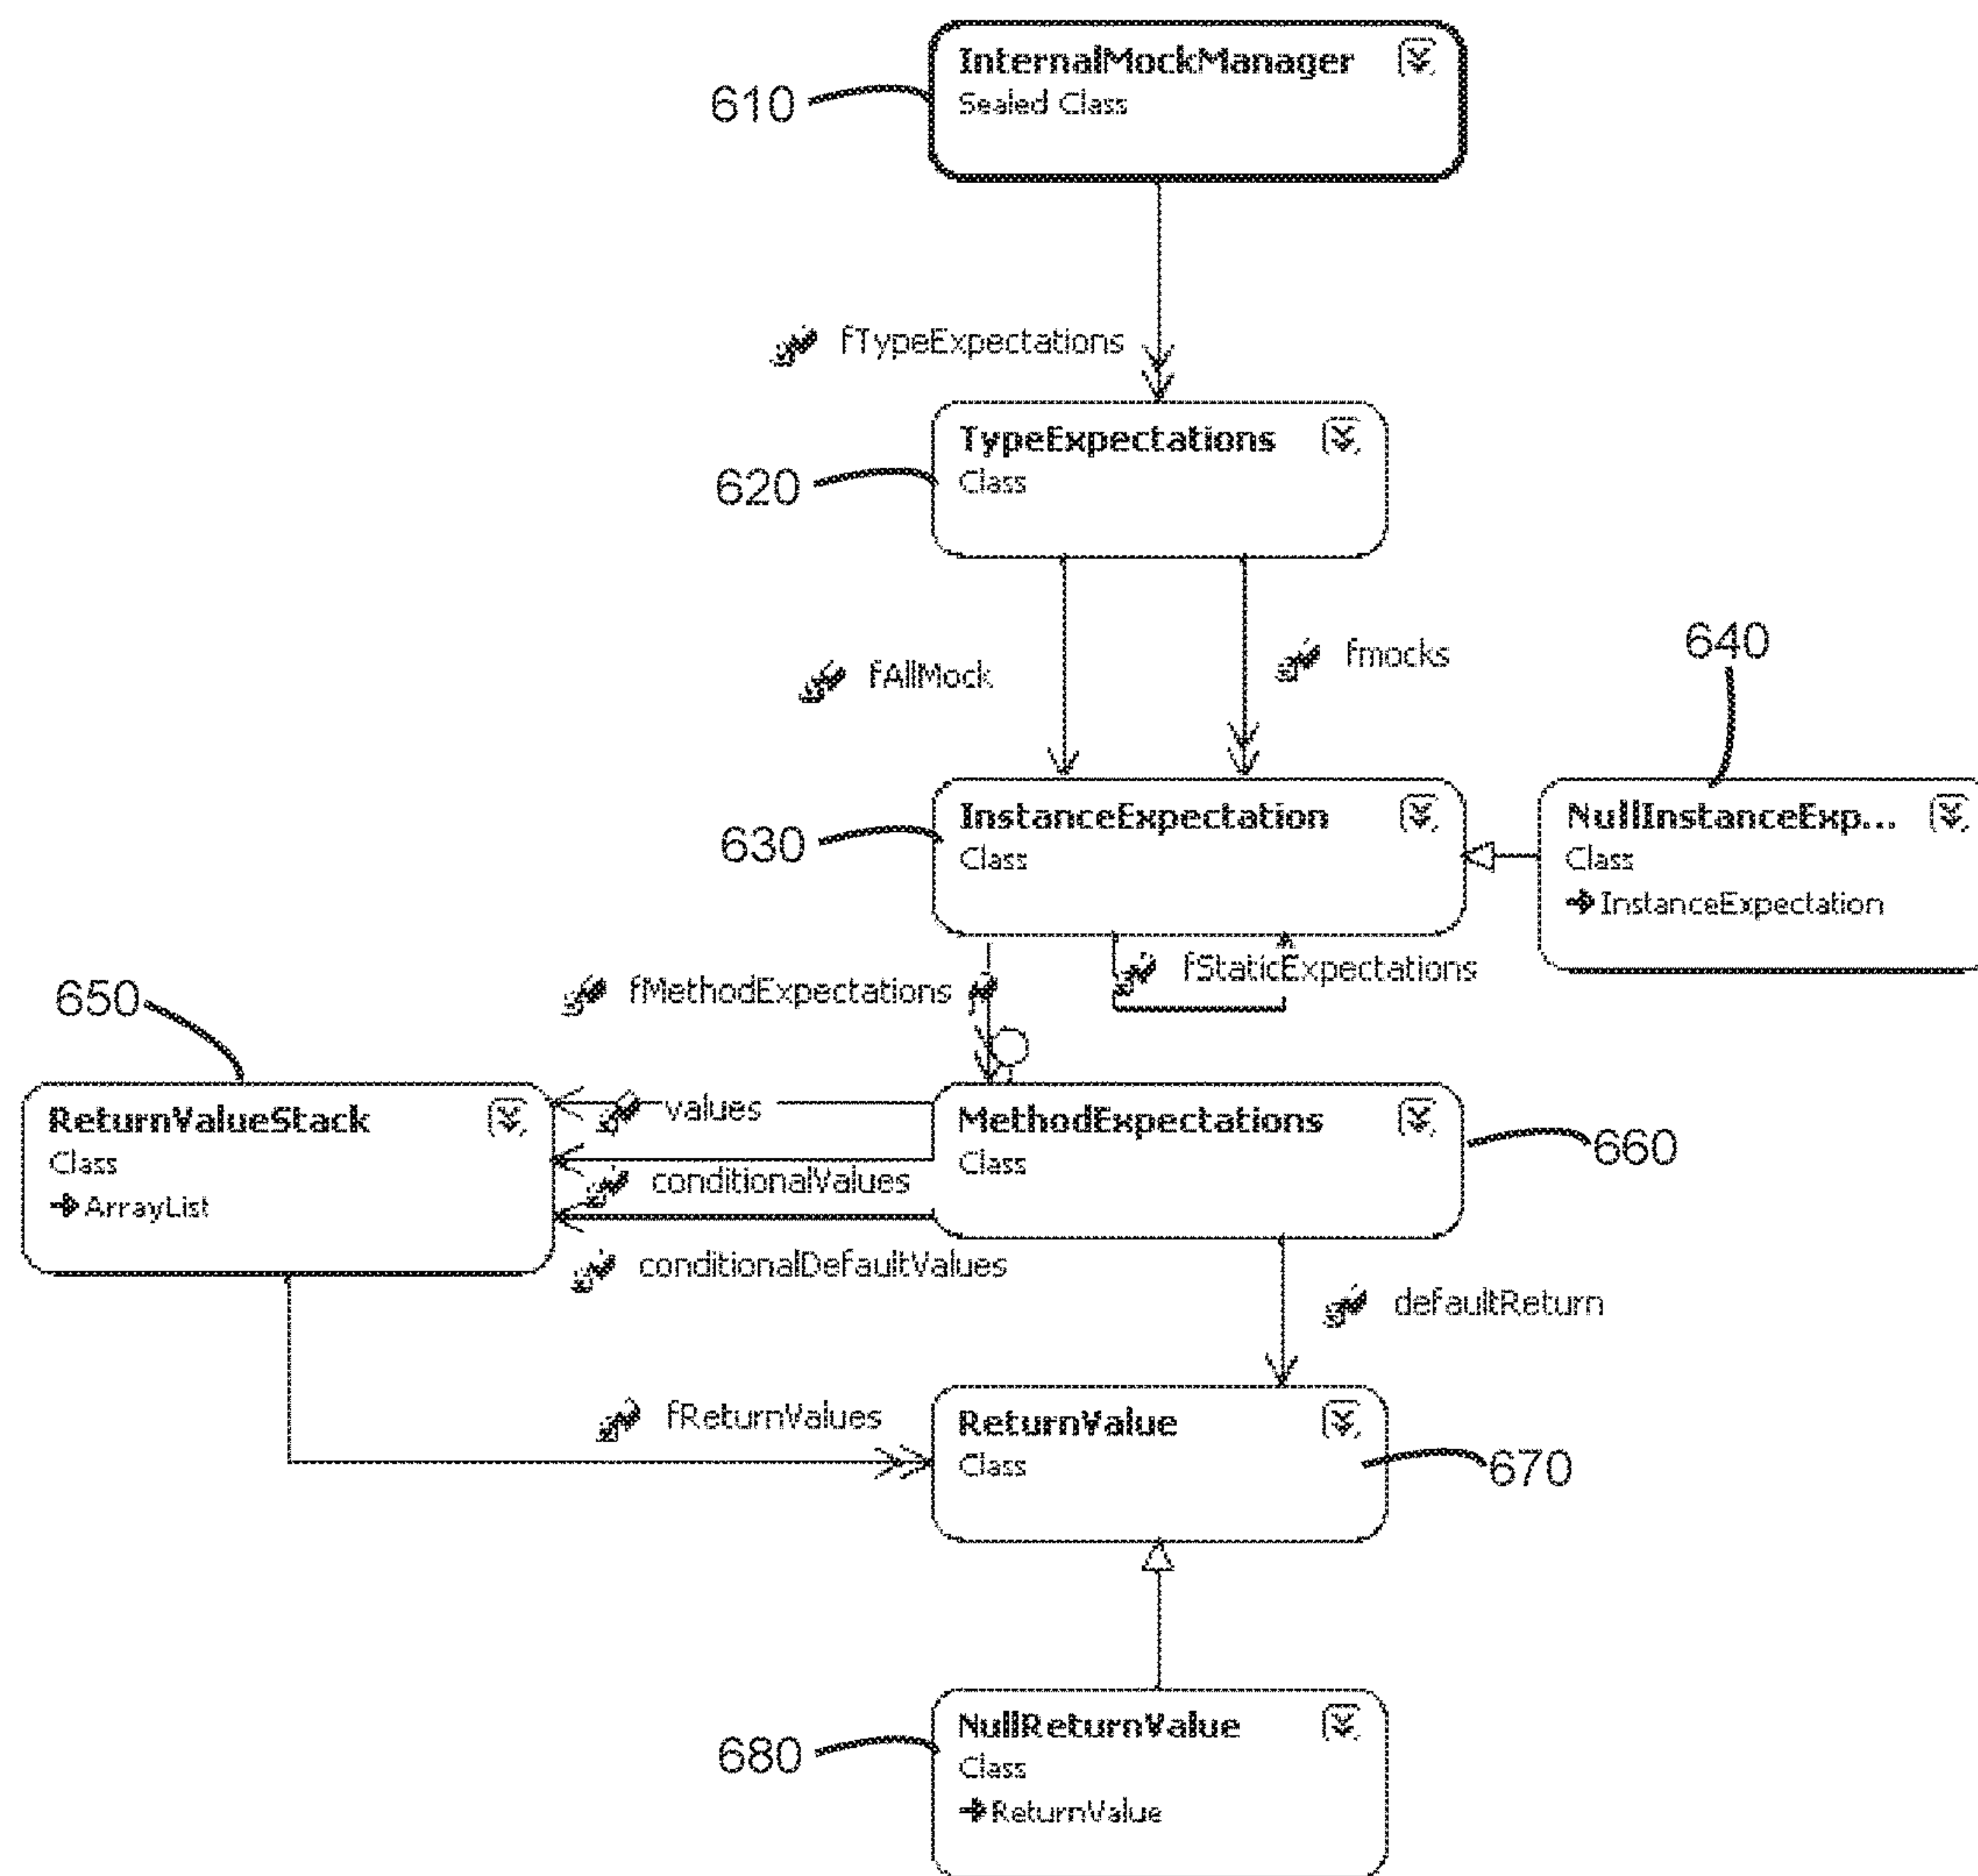 InternalMockManager
Sealed Class
610
fTypeExpectations
TypeExpectations
Class
620
fAllMock
fmocks
640
InstanceExpectation
Class
630
NullInstanceExp...
Class
InstanceExpectation
fMethodExpectations
fStaticExpectations
650
ReturnValueStack
Class
ArrayList
values
conditionalValues
conditionalDefaultValues
MethodExpectations
Class
660
defaultReturn
fReturnValues
ReturnValue
Class
670
NullReturnValue
Class
ReturnValue
680